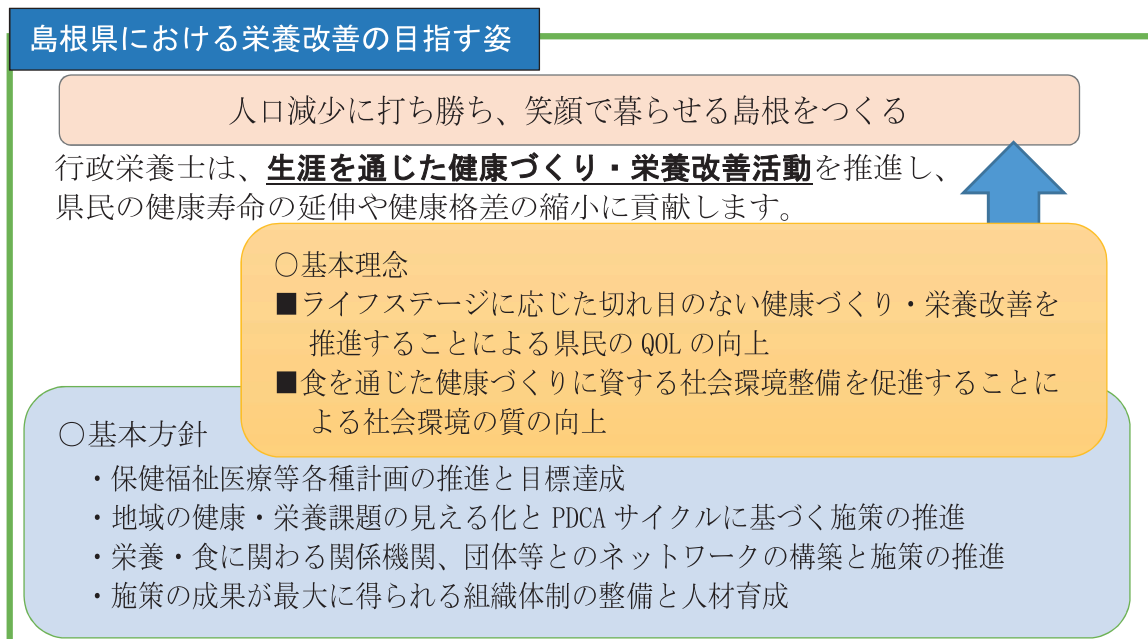 島根県における栄養改善の目指す姿
人口減少に打ち勝ち、笑顔で暮らせる島根をつくる
行政栄養士は、生涯を通じた健康づくり・栄養改善活動を推進し、
県民の健康寿命の延伸や健康格差の縮小に貢献します。
〇基本理念
■ライフステージに応じた切れ目のない健康づくり・栄養改善を
推進することによる県民の QOL の向上
■食を通じた健康づくりに資する社会環境整備を促進することに
よる社会環境の質の向上
〇基本方針
・保健福祉医療等各種計画の推進と目標達成
・地域の健康・栄養課題の見える化と PDCA サイクルに基づく施策の推進
・栄養・食に関わる関係機関、団体等とのネットワークの構築と施策の推進
・施策の成果が最大に得られる組織体制の整備と人材育成